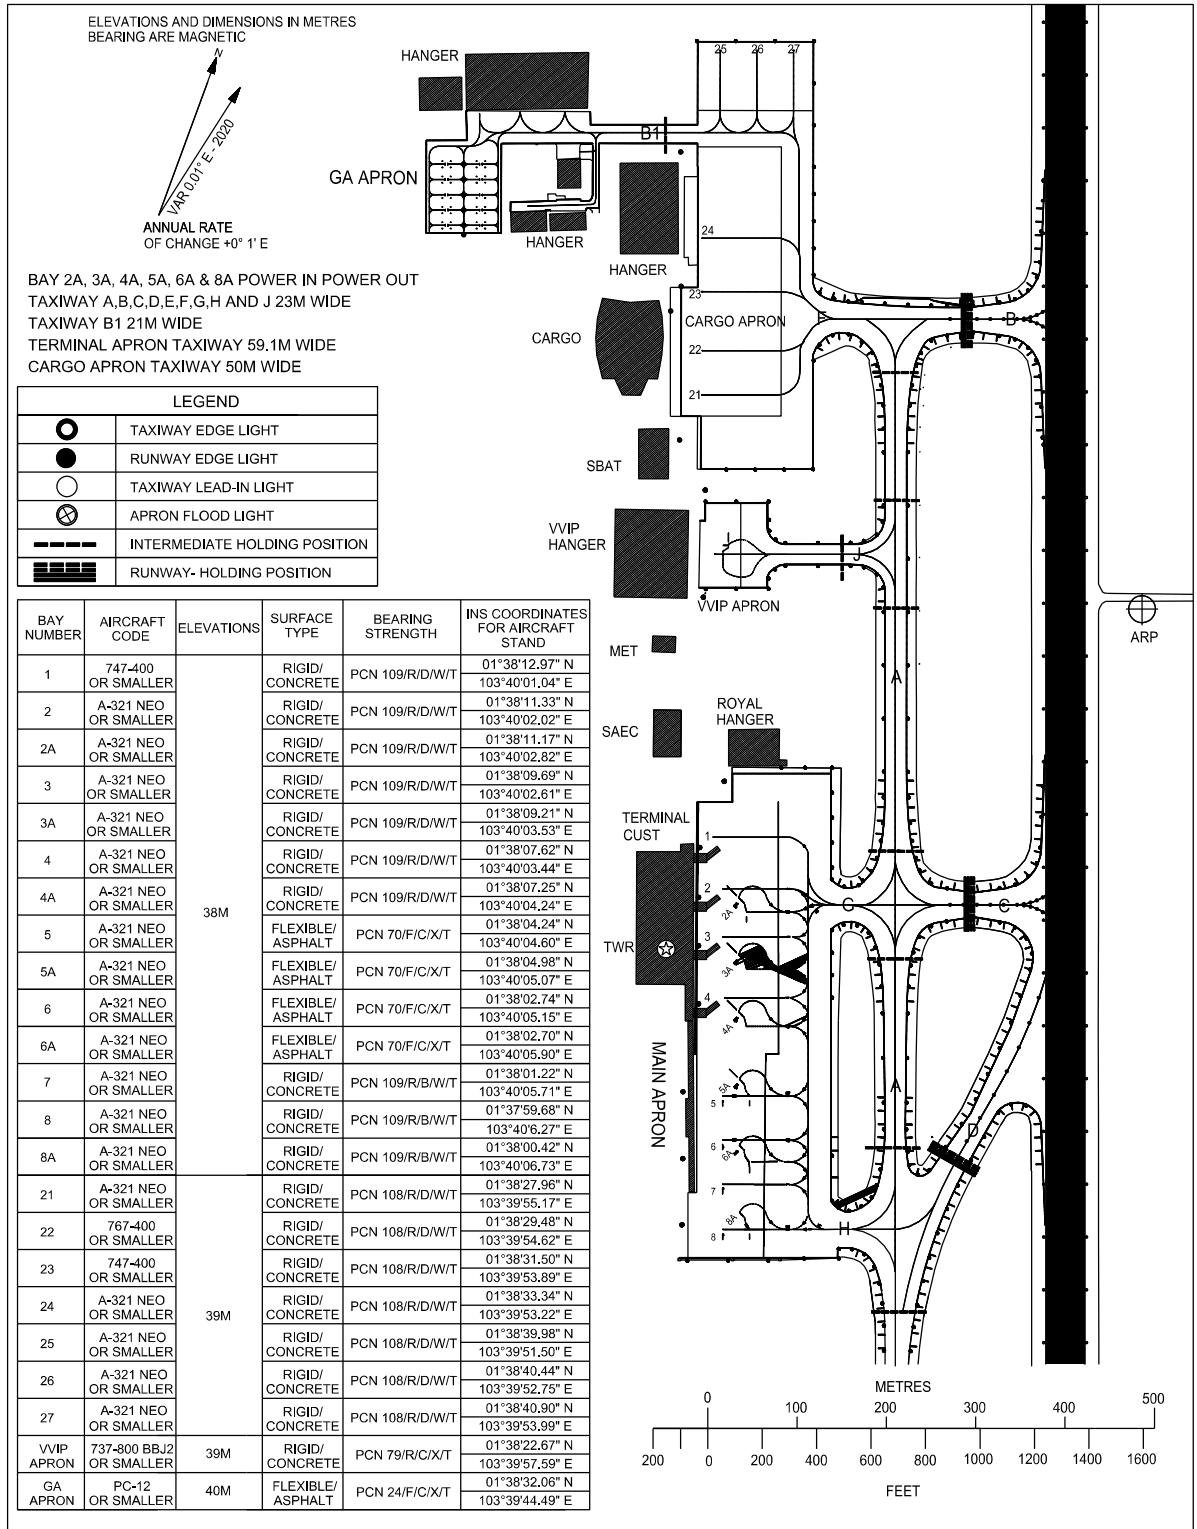 ELEVATIONS AND DIMENSIONS IN METRES
BEARING ARE MAGNETIC
N
VAR 0.01° E - 2020
ANNUAL RATE
OF CHANGE +0° 1' E
BAY 2A, 3A, 4A, 5A, 6A & 8A POWER IN POWER OUT
TAXIWAY A,B,C,D,E,F,G,H AND J 23M WIDE
TAXIWAY B1 21M WIDE
TERMINAL APRON TAXIWAY 59.1M WIDE
CARGO APRON TAXIWAY 50M WIDE
LEGEND
TAXIWAY EDGE LIGHT
RUNWAY EDGE LIGHT
TAXIWAY LEAD-IN LIGHT
APRON FLOOD LIGHT
INTERMEDIATE HOLDING POSITION
RUNWAY- HOLDING POSITION
BAY NUMBER AIRCRAFT CODE ELEVATIONS SURFACE TYPE BEARING STRENGTH INS COORDINATES FOR AIRCRAFT STAND
1 747-400 OR SMALLER 38M RIGID/ CONCRETE PCN 109/R/D/W/T 01°38'12.97" N 103°40'01.04" E
2 A-321 NEO OR SMALLER RIGID/ CONCRETE PCN 109/R/D/W/T 01°38'11.33" N 103°40'02.02" E
2A A-321 NEO OR SMALLER RIGID/ CONCRETE PCN 109/R/D/W/T 01°38'11.17" N 103°40'02.82" E
3 A-321 NEO OR SMALLER RIGID/ CONCRETE PCN 109/R/D/W/T 01°38'09.69" N 103°40'02.61" E
3A A-321 NEO OR SMALLER RIGID/ CONCRETE PCN 109/R/D/W/T 01°38'09.21" N 103°40'03.53" E
4 A-321 NEO OR SMALLER RIGID/ CONCRETE PCN 109/R/D/W/T 01°38'07.62" N 103°40'03.44" E
4A A-321 NEO OR SMALLER RIGID/ CONCRETE PCN 109/R/D/W/T 01°38'07.25" N 103°40'04.24" E
5 A-321 NEO OR SMALLER FLEXIBLE/ ASPHALT PCN 70/F/C/X/T 01°38'04.24" N 103°40'04.60" E
5A A-321 NEO OR SMALLER FLEXIBLE/ ASPHALT PCN 70/F/C/X/T 01°38'04.98" N 103°40'05.07" E
6 A-321 NEO OR SMALLER FLEXIBLE/ ASPHALT PCN 70/F/C/X/T 01°38'02.74" N 103°40'05.15" E
6A A-321 NEO OR SMALLER FLEXIBLE/ ASPHALT PCN 70/F/C/X/T 01°38'02.70" N 103°40'05.90" E
7 A-321 NEO OR SMALLER RIGID/ CONCRETE PCN 109/R/B/W/T 01°38'01.22" N 103°40'05.71" E
8 A-321 NEO OR SMALLER RIGID/ CONCRETE PCN 109/R/B/W/T 01°37'59.68" N 103°40'6.27" E
8A A-321 NEO OR SMALLER RIGID/ CONCRETE PCN 109/R/B/W/T 01°38'00.42" N 103°40'06.73" E
21 A-321 NEO OR SMALLER 39M RIGID/ CONCRETE PCN 108/R/D/W/T 01°38'27.96" N 103°39'55.17" E
22 767-400 OR SMALLER RIGID/ CONCRETE PCN 108/R/D/W/T 01°38'29.48" N 103°39'54.62" E
23 747-400 OR SMALLER RIGID/ CONCRETE PCN 108/R/D/W/T 01°38'31.50" N 103°39'53.89" E
24 A-321 NEO OR SMALLER RIGID/ CONCRETE PCN 108/R/D/W/T 01°38'33.34" N 103°39'53.22" E
25 A-321 NEO OR SMALLER RIGID/ CONCRETE PCN 108/R/D/W/T 01°38'39.98" N 103°39'51.50" E
26 A-321 NEO OR SMALLER RIGID/ CONCRETE PCN 108/R/D/W/T 01°38'40.44" N 103°39'52.75" E
27 A-321 NEO OR SMALLER RIGID/ CONCRETE PCN 108/R/D/W/T 01°38'40.90" N 103°39'53.99" E
VVIP APRON 737-800 BBJ2 OR SMALLER 39M RIGID/ CONCRETE PCN 79/R/C/X/T 01°38'22.67" N 103°39'57.59" E
GA APRON PC-12 OR SMALLER 40M FLEXIBLE/ ASPHALT PCN 24/F/C/X/T 01°38'32.06" N 103°39'44.49" E
HANGER
25 26 27
B1
GA APRON
HANGER
HANGER
24
23
CARGO
CARGO APRON
F
B
22
21
SBAT
VVIP
HANGER
J
VVIP APRON
ARP
MET
A
SAEC
ROYAL
HANGER
TERMINAL
CUST
1
2
2A
G
C
3
TWR
3A
4
4A
MAIN APRON
5A
5
A
D
6
6A
7
8A
8
H
METRES
0 100 200 300 400 500
200 0 200 400 600 800 1000 1200 1400 1600
FEET